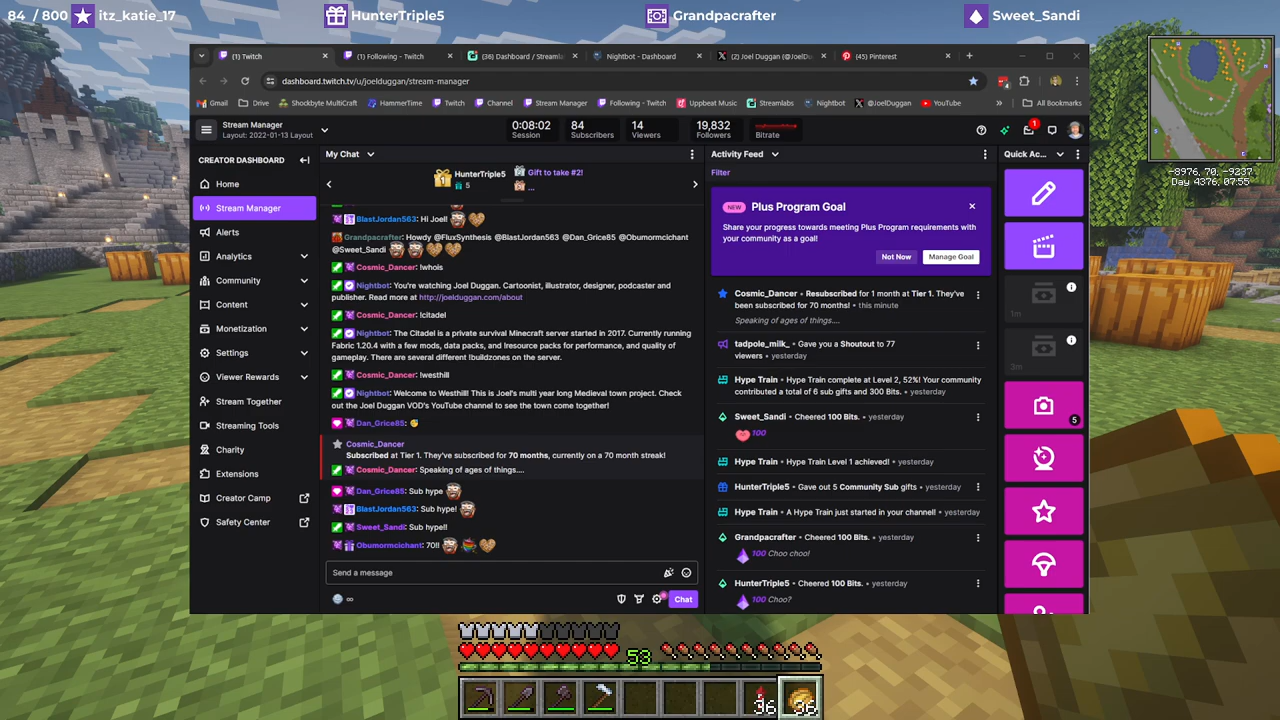 84 / 800 itz_katie_17
HunterTriple5
Grandpacrafter
Sweet_Sandi
(1) Twitch
(1) Following - Twitch
(36) Dashboard / Streamla
Nightbot - Dashboard
(2) Joel Duggan (@JoelDu
(45) Pinterest
dashboard.twitch.tv/u/joelduggan/stream-manager
Gmail
Drive
Shockbyte MultiCraft
HammerTime
Twitch
Channel
Stream Manager
Following - Twitch
Uppbeat Music
Streamlabs
Nightbot
@JoelDuggan
YouTube
»
All Bookmarks
Stream Manager
Layout: 2022-01-13 Layout
0:08:02
Session
84
Subscribers
14
Viewers
19,832
Followers
Bitrate
1
CREATOR DASHBOARD
Home
Stream Manager
Alerts
Analytics
Community
Content
Monetization
Settings
Viewer Rewards
Stream Together
Streaming Tools
Charity
Extensions
Creator Camp
Safety Center
My Chat
HunterTriple5
5
Gift to take #2!
...
BlastJordan563: Hi Joel!
Grandpacrafter: Howdy @FluxSynthesis @BlastJordan563 @Dan_Grice85 @Obumormcichant
@Sweet_Sandi
Cosmic_Dancer: !whois
Nightbot: You're watching Joel Duggan. Cartoonist, illustrator, designer, podcaster and
publisher. Read more at http://joelduggan.com/about
Cosmic_Dancer: !citadel
Nightbot: The Citadel is a private survival Minecraft server started in 2017. Currently running
Fabric 1.20.4 with a few mods, data packs, and !resource packs for performance, and quality of
gameplay. There are several different !buildzones on the server.
Cosmic_Dancer: !westhill
Nightbot: Welcome to Westhill! This is Joel's multi year long Medieval town project. Check
out the Joel Duggan VOD's YouTube channel to see the town come together!
Dan_Grice85:
Cosmic_Dancer
Subscribed at Tier 1. They've subscribed for 70 months, currently on a 70 month streak!
Cosmic_Dancer: Speaking of ages of things....
Dan_Grice85: Sub hype
BlastJordan563: Sub hype!
Sweet_Sandi: Sub hype!!
Obumormcichant: 70!!
Send a message
∞
Chat
Activity Feed
Filter
NEW Plus Program Goal
Share your progress towards meeting Plus Program requirements with
your community as a goal!
Not Now
Manage Goal
Cosmic_Dancer • Resubscribed for 1 month at Tier 1. They've
been subscribed for 70 months! • this minute
Speaking of ages of things....
tadpole_milk_ • Gave you a Shoutout to 77
viewers • yesterday
Hype Train • Hype Train complete at Level 2, 52%! Your community
contributed a total of 6 sub gifts and 300 Bits. • yesterday
Sweet_Sandi • Cheered 100 Bits. • yesterday
100
Hype Train • Hype Train Level 1 achieved! • yesterday
HunterTriple5 • Gave out 5 Community Sub gifts • yesterday
Hype Train • A Hype Train just started in your channel! • yesterday
Grandpacrafter • Cheered 100 Bits. • yesterday
100 Choo choo!
HunterTriple5 • Cheered 100 Bits. • yesterday
100 Choo?
Quick Ac...
1m
3m
5
-8976, 70, -9237
Day 4376, 07:55
53
36
36